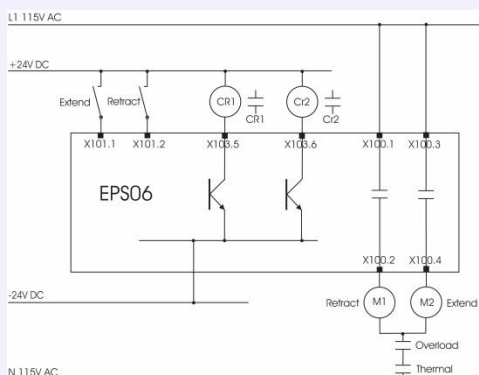 L1 115V AC
+24V DC
Extend
Retract
CR1
CR1
Cr2
Cr2
X101.1
X101.2
X103.5
X103.6
X100.1
X100.3
EPS06
X100.2
X100.4
-24V DC
Retract
M1
M2
Extend
Overload
Thermal
N 115V AC